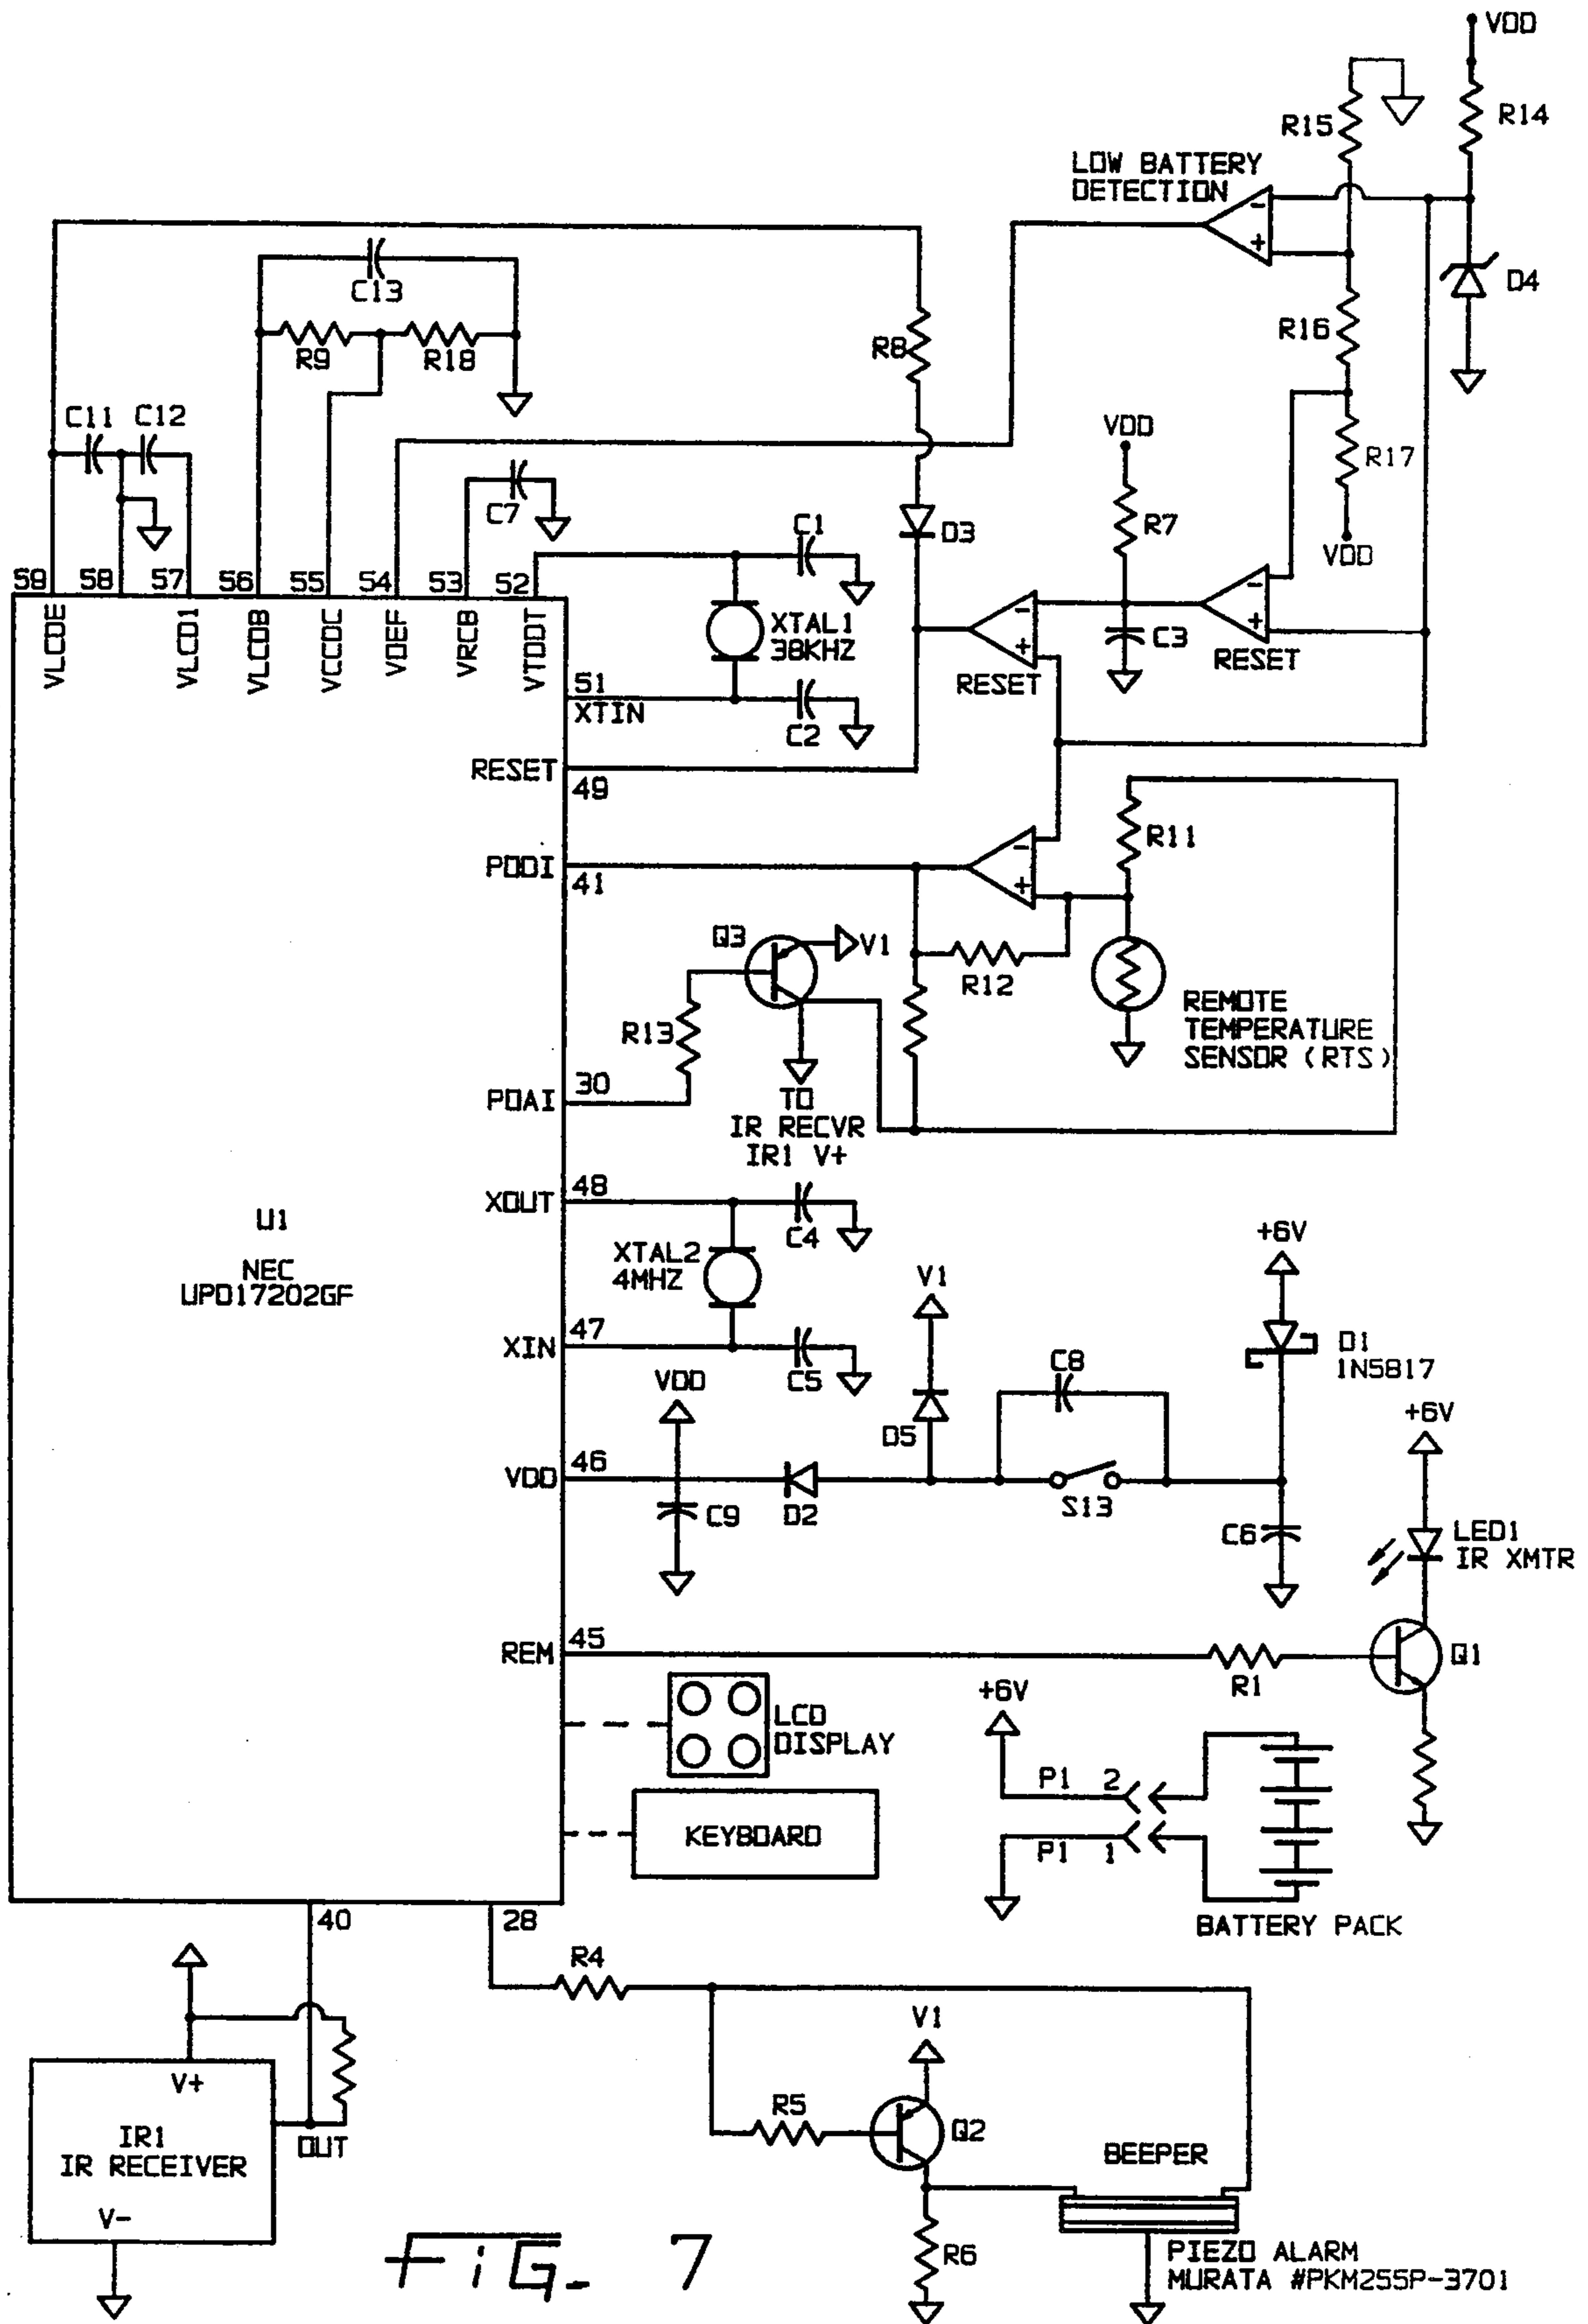 VDD
R15
R14
LOW BATTERY
DETECTION
-
+
D4
C13
R9
R18
R8
R16
C11
C12
VDD
R17
C7
C1
R7
D3
VDD
59
58
57
56
55
54
53
52
VLCDE
VLCD1
VLCDB
VCCDC
VDEF
VRCB
VTDDT
XTAL1
38KHZ
-
+
C3
-
+
RESET
RESET
51
XTIN
C2
RESET
49
R11
PODI
41
-
+
Q3
V1
R12
R13
REMOTE
TEMPERATURE
SENSOR (RTS)
POAI
30
TO
IR RECVR
IR1 V+
XOUT
48
C4
U1
NEC
UPD17202GF
XTAL2
4MHZ
+6V
V1
XIN
47
C5
D1
1N5817
VDD
C8
+6V
D5
VDD
46
C9
D2
S13
C6
LED1
IR XMTR
REM
45
R1
Q1
+6V
LCD
DISPLAY
P1 2
KEYBOARD
P1 1
BATTERY PACK
40
28
R4
V1
V+
R5
Q2
IR1
IR RECEIVER
OUT
BEEPER
V-
R6
PIEZO ALARM
MURATA #PKM255P-3701
FIG. 7